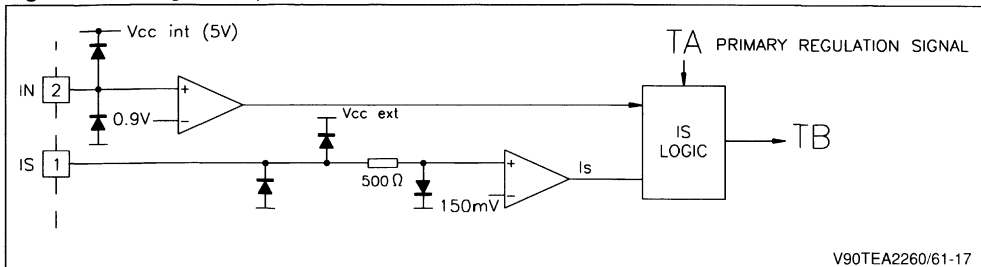 Vcc int (5V)
TA PRIMARY REGULATION SIGNAL
IN 2
0.9V
+
−
Vcc ext
IS
LOGIC
TB
IS 1
500Ω
+
−
150mV
Is
V90TEA2260/61-17